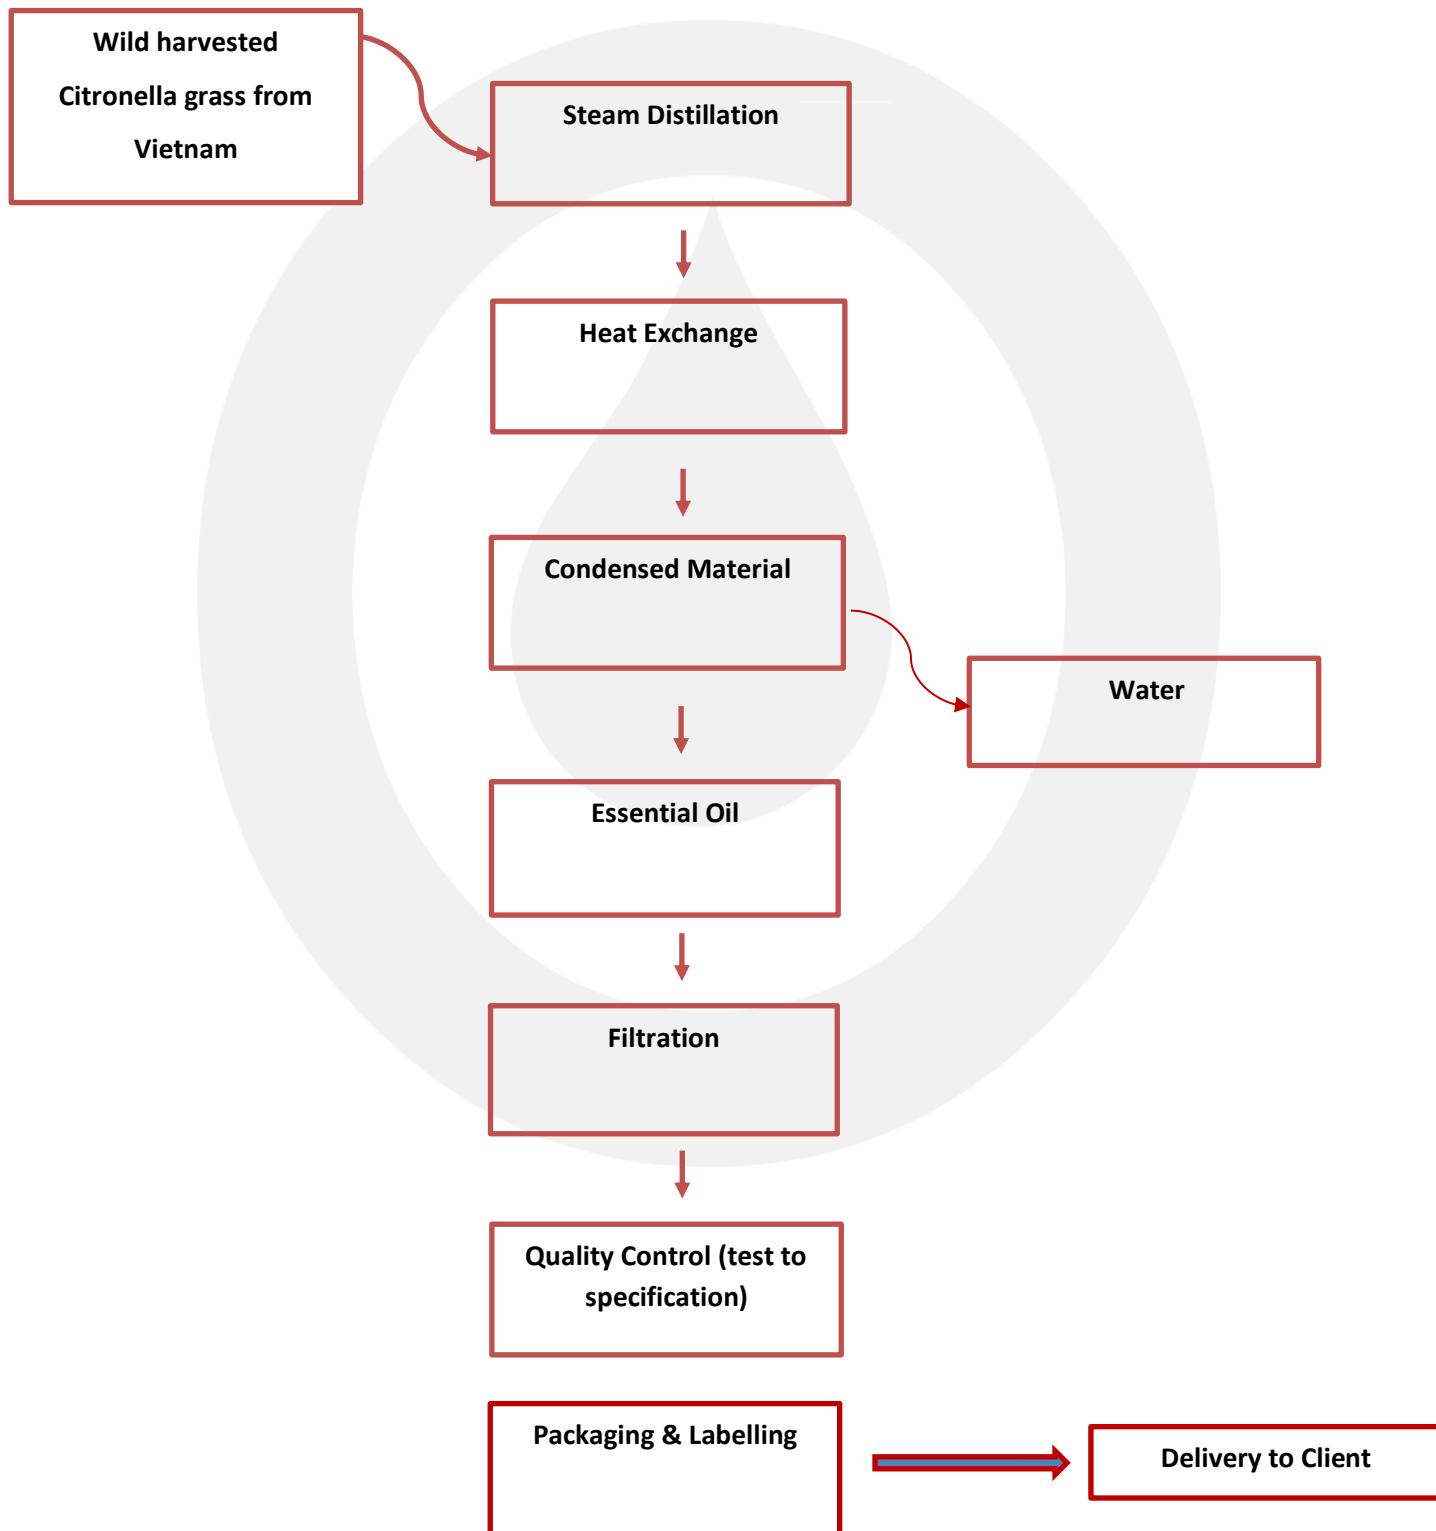 Wild harvested
Citronella grass from
Vietnam
Steam Distillation
Heat Exchange
Condensed Material
Water
Essential Oil
Filtration
Quality Control (test to
specification)
Packaging & Labelling
Delivery to Client